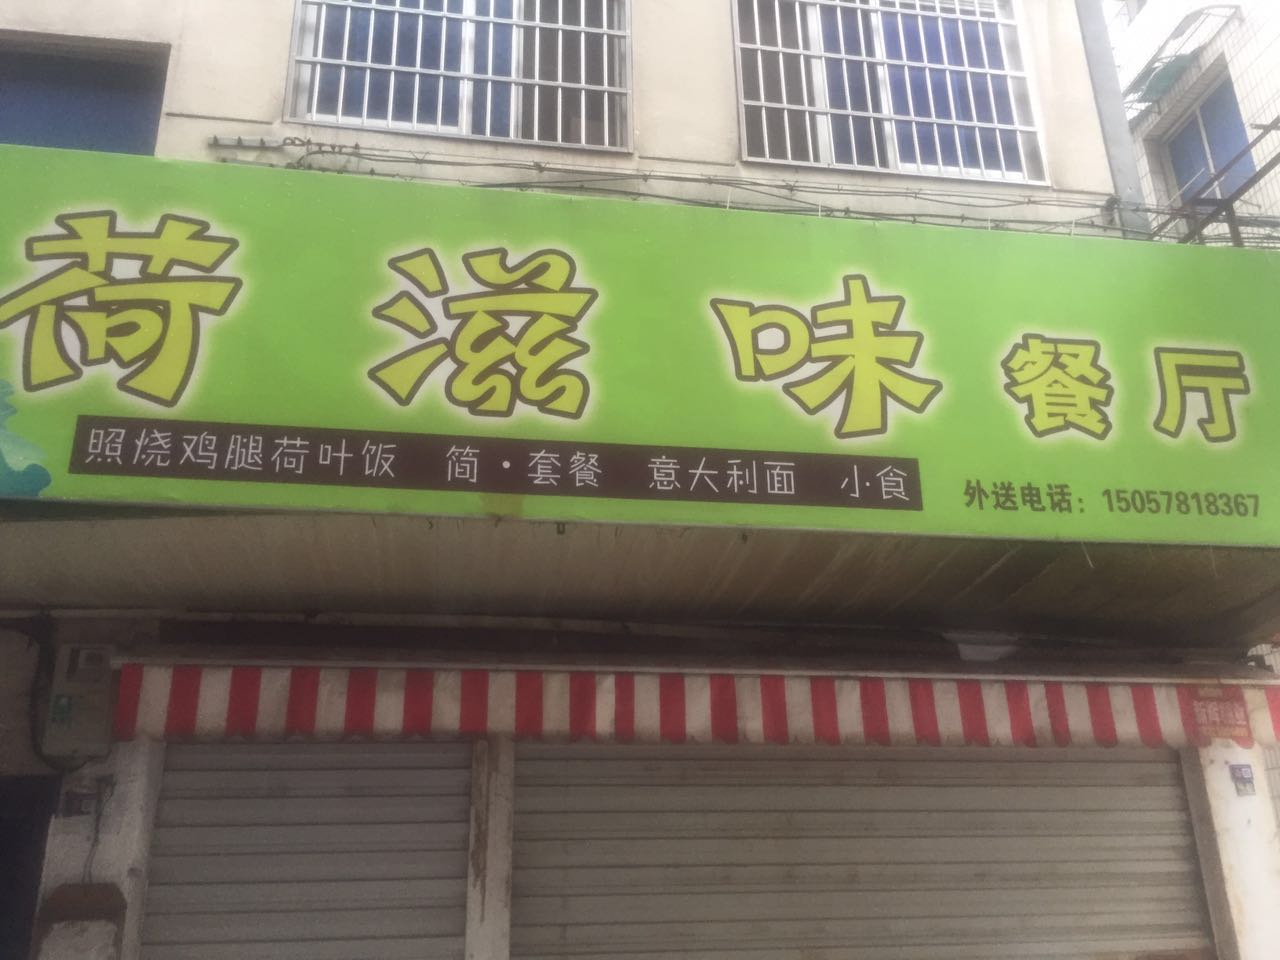 荷滋味餐厅
照烧鸡腿荷叶饭 简·套餐 意大利面 小食
外送电话：15057818367